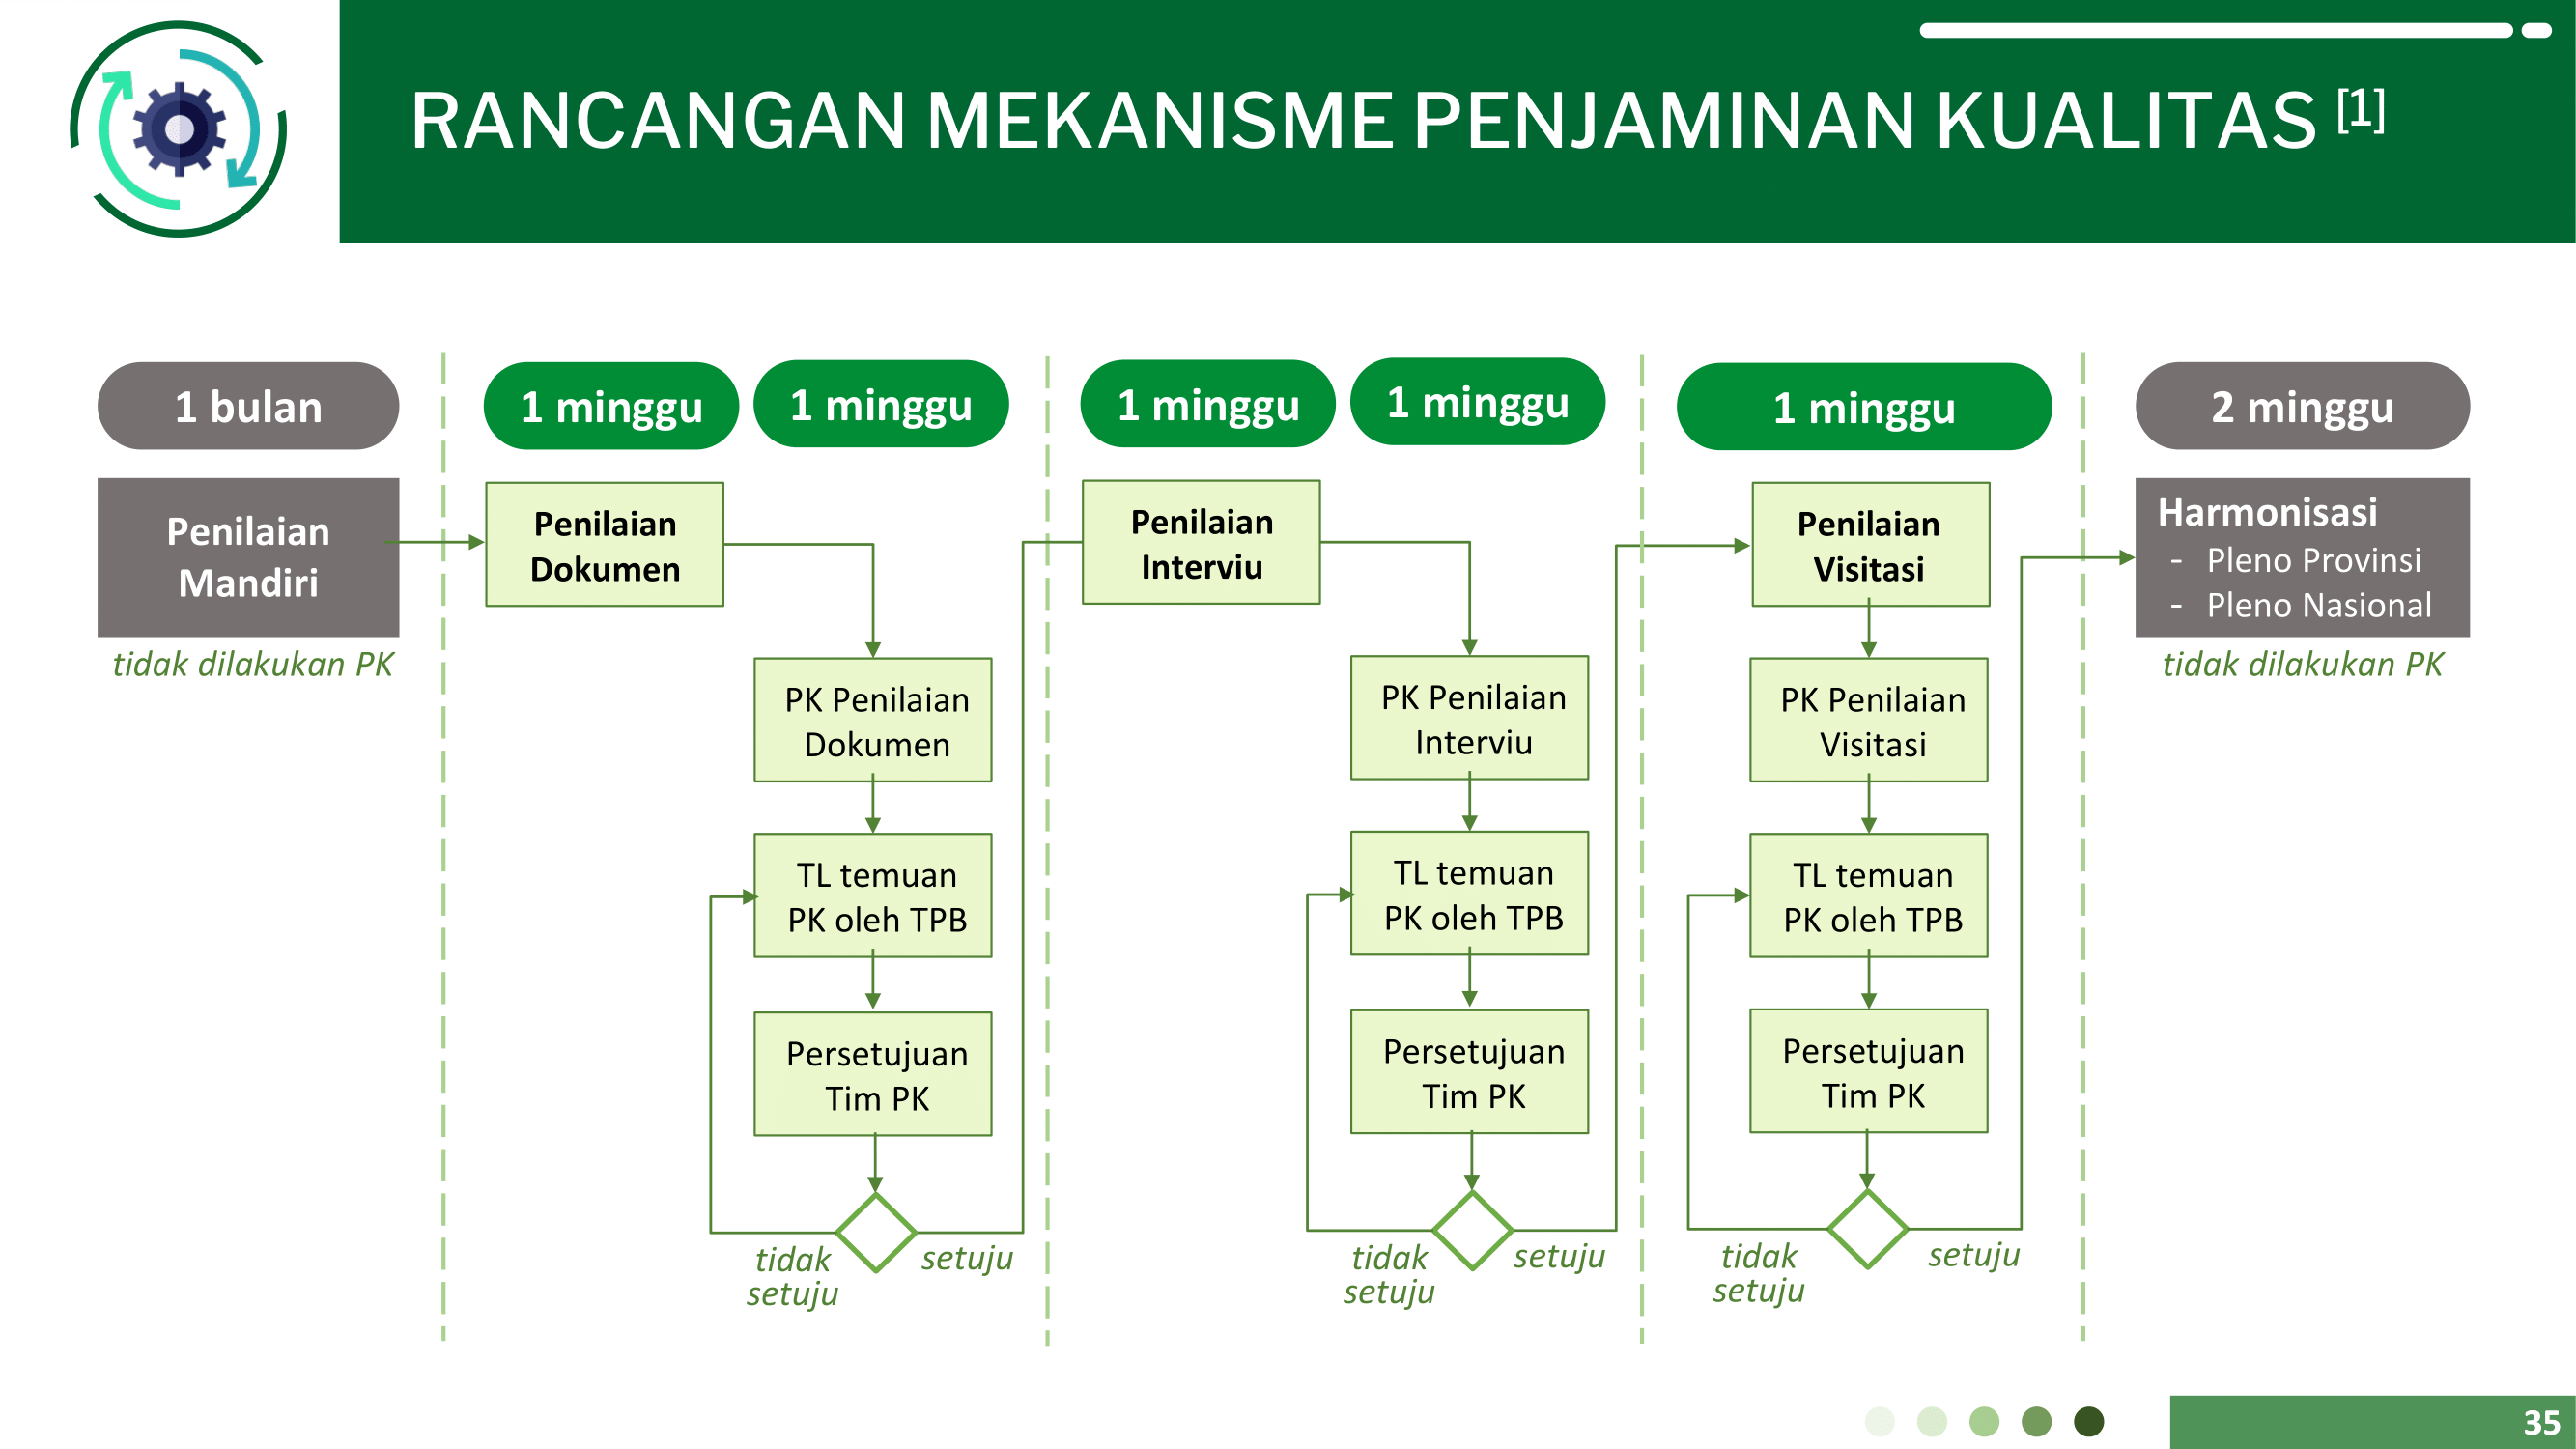 RANCANGAN MEKANISME PENJAMINAN KUALITAS [1]
1 bulan
Penilaian
Mandiri
tidak dilakukan PK
1 minggu
1 minggu
Penilaian
Dokumen
PK Penilaian
Dokumen
TL temuan
PK oleh TPB
Persetujuan
Tim PK
tidak
setuju
setuju
1 minggu
1 minggu
Penilaian
Interviu
PK Penilaian
Interviu
TL temuan
PK oleh TPB
Persetujuan
Tim PK
tidak
setuju
setuju
1 minggu
Penilaian
Visitasi
PK Penilaian
Visitasi
TL temuan
PK oleh TPB
Persetujuan
Tim PK
tidak
setuju
setuju
2 minggu
Harmonisasi
- Pleno Provinsi
- Pleno Nasional
tidak dilakukan PK
35